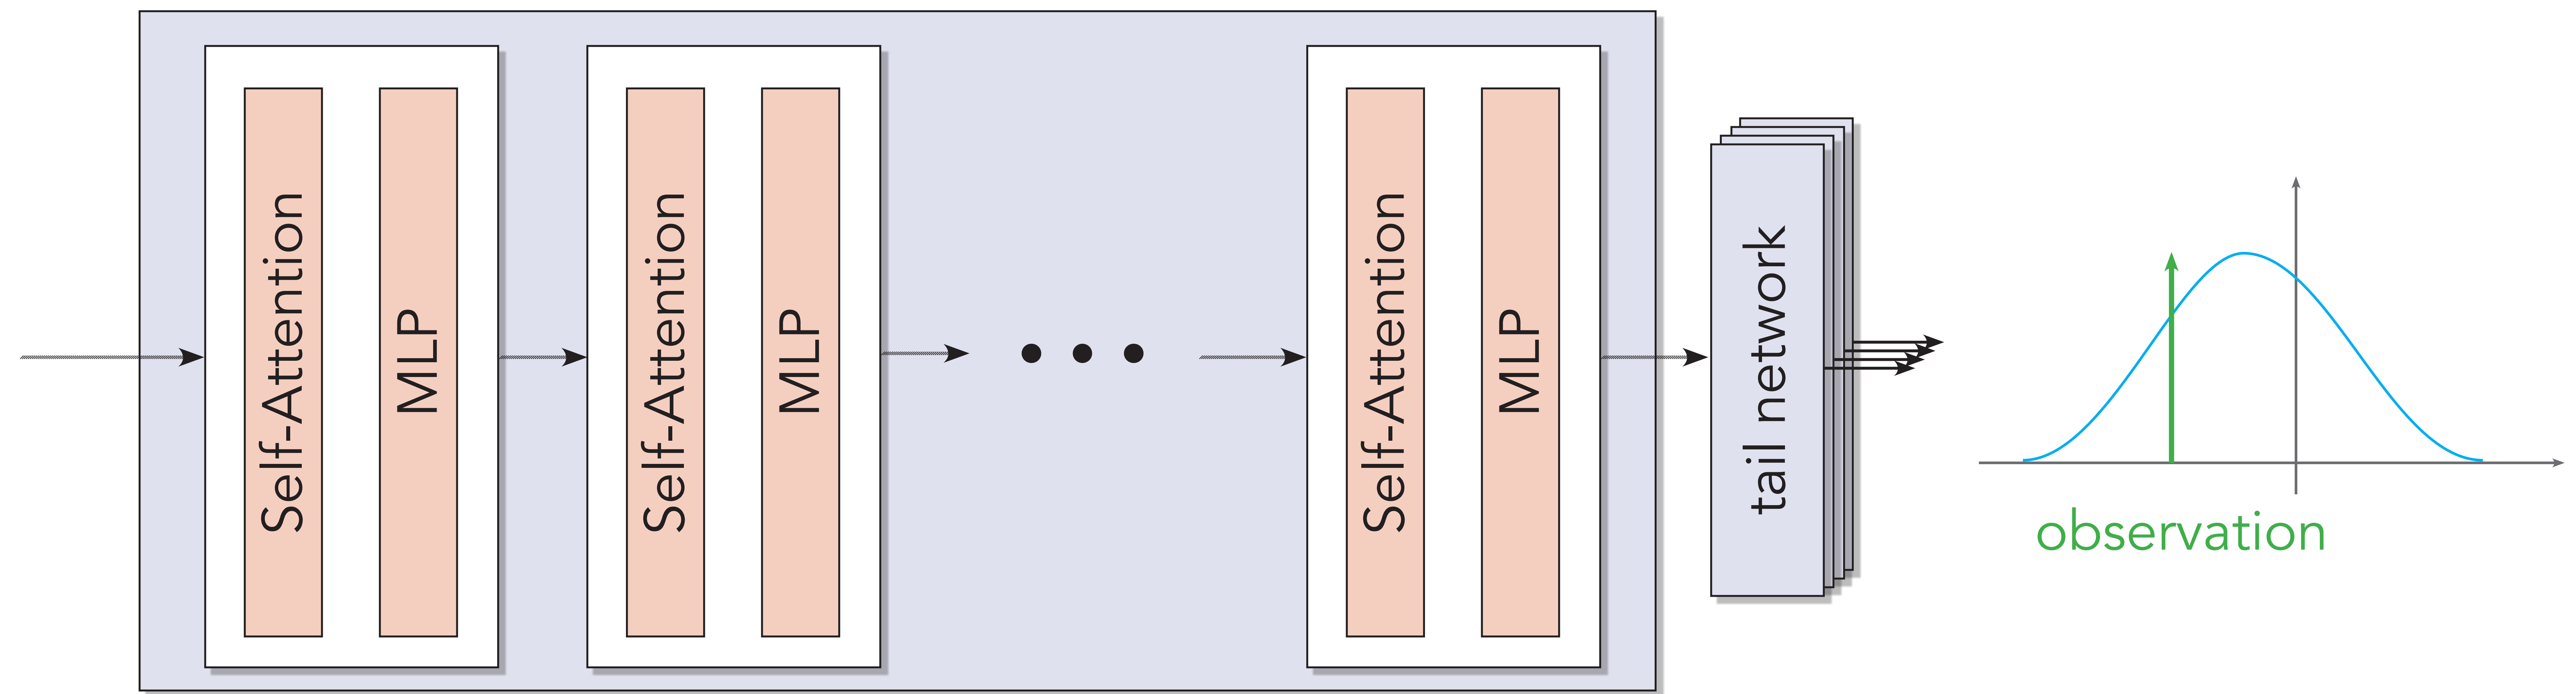 Self-Attention
MLP
Self-Attention
MLP
Self-Attention
MLP
tail network
observation